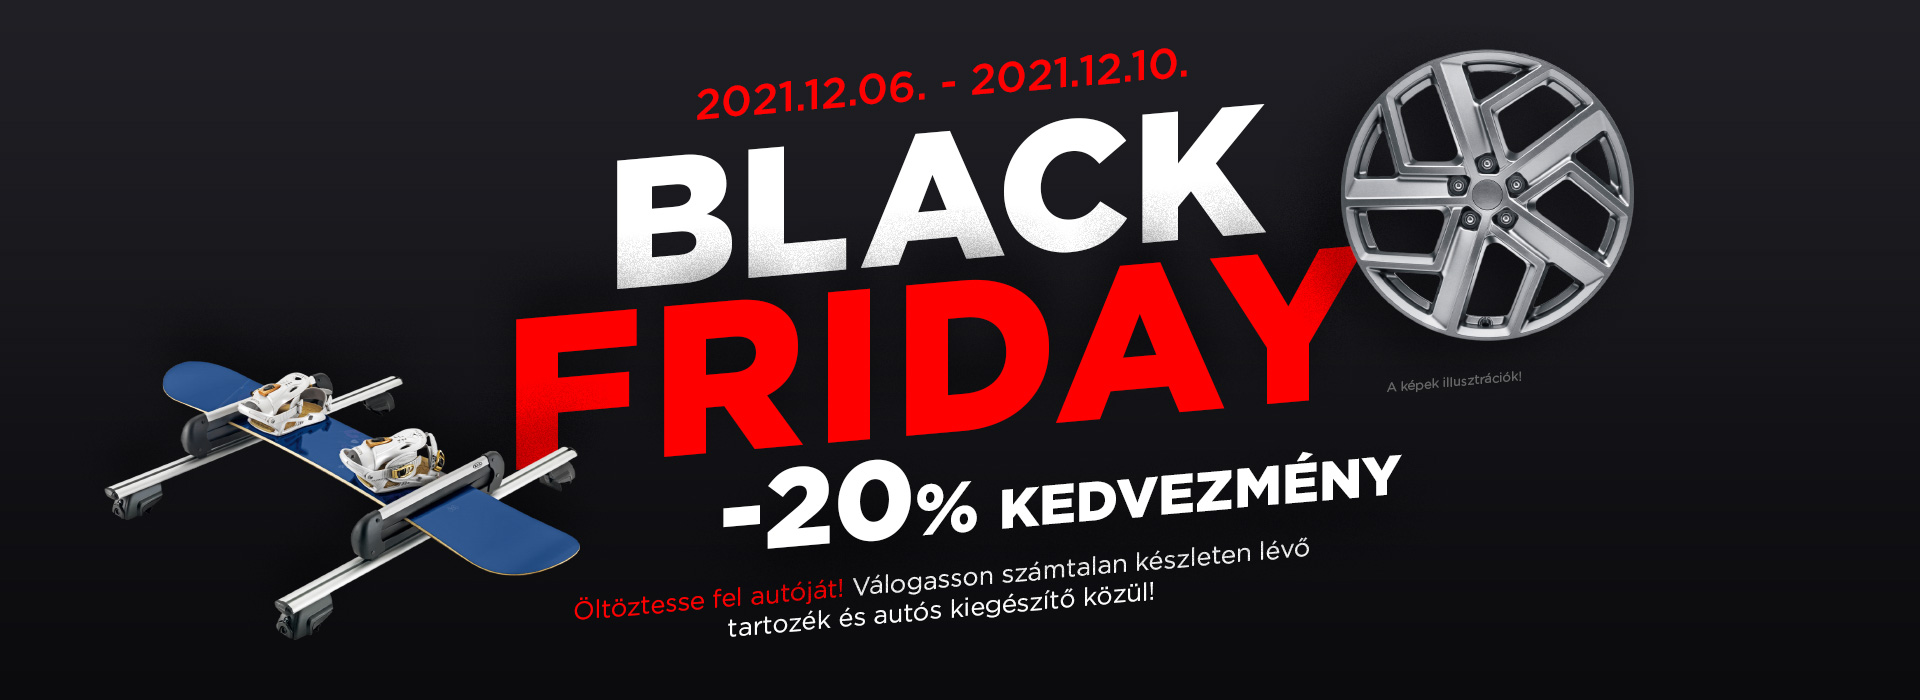 2021.12.06. - 2021.12.10.
BLACK
FRIDAY
-20% KEDVEZMÉNY
Öltöztesse fel autóját! Válogasson számtalan készleten lévő
tartozék és autós kiegészítő közül!
A képek illusztrációk!